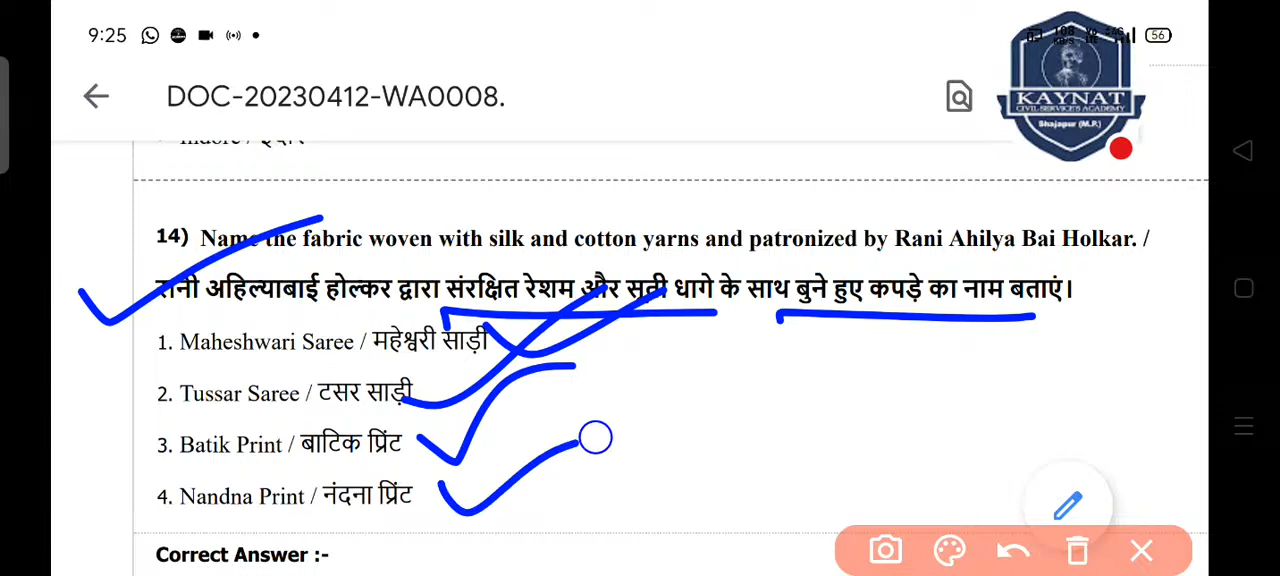 9:25
56
DOC-20230412-WA0008.
KAYNAT
CIVIL SERVICES ACADEMY
Shajapur (M.P.)
Indore / इंदौर
14) Name the fabric woven with silk and cotton yarns and patronized by Rani Ahilya Bai Holkar. /
रानी अहिल्याबाई होल्कर द्वारा संरक्षित रेशम और सूती धागे के साथ बुने हुए कपड़े का नाम बताएं।
1. Maheshwari Saree / महेश्वरी साड़ी
2. Tussar Saree / टसर साड़ी
3. Batik Print / बाटिक प्रिंट
4. Nandna Print / नंदना प्रिंट
Correct Answer :-